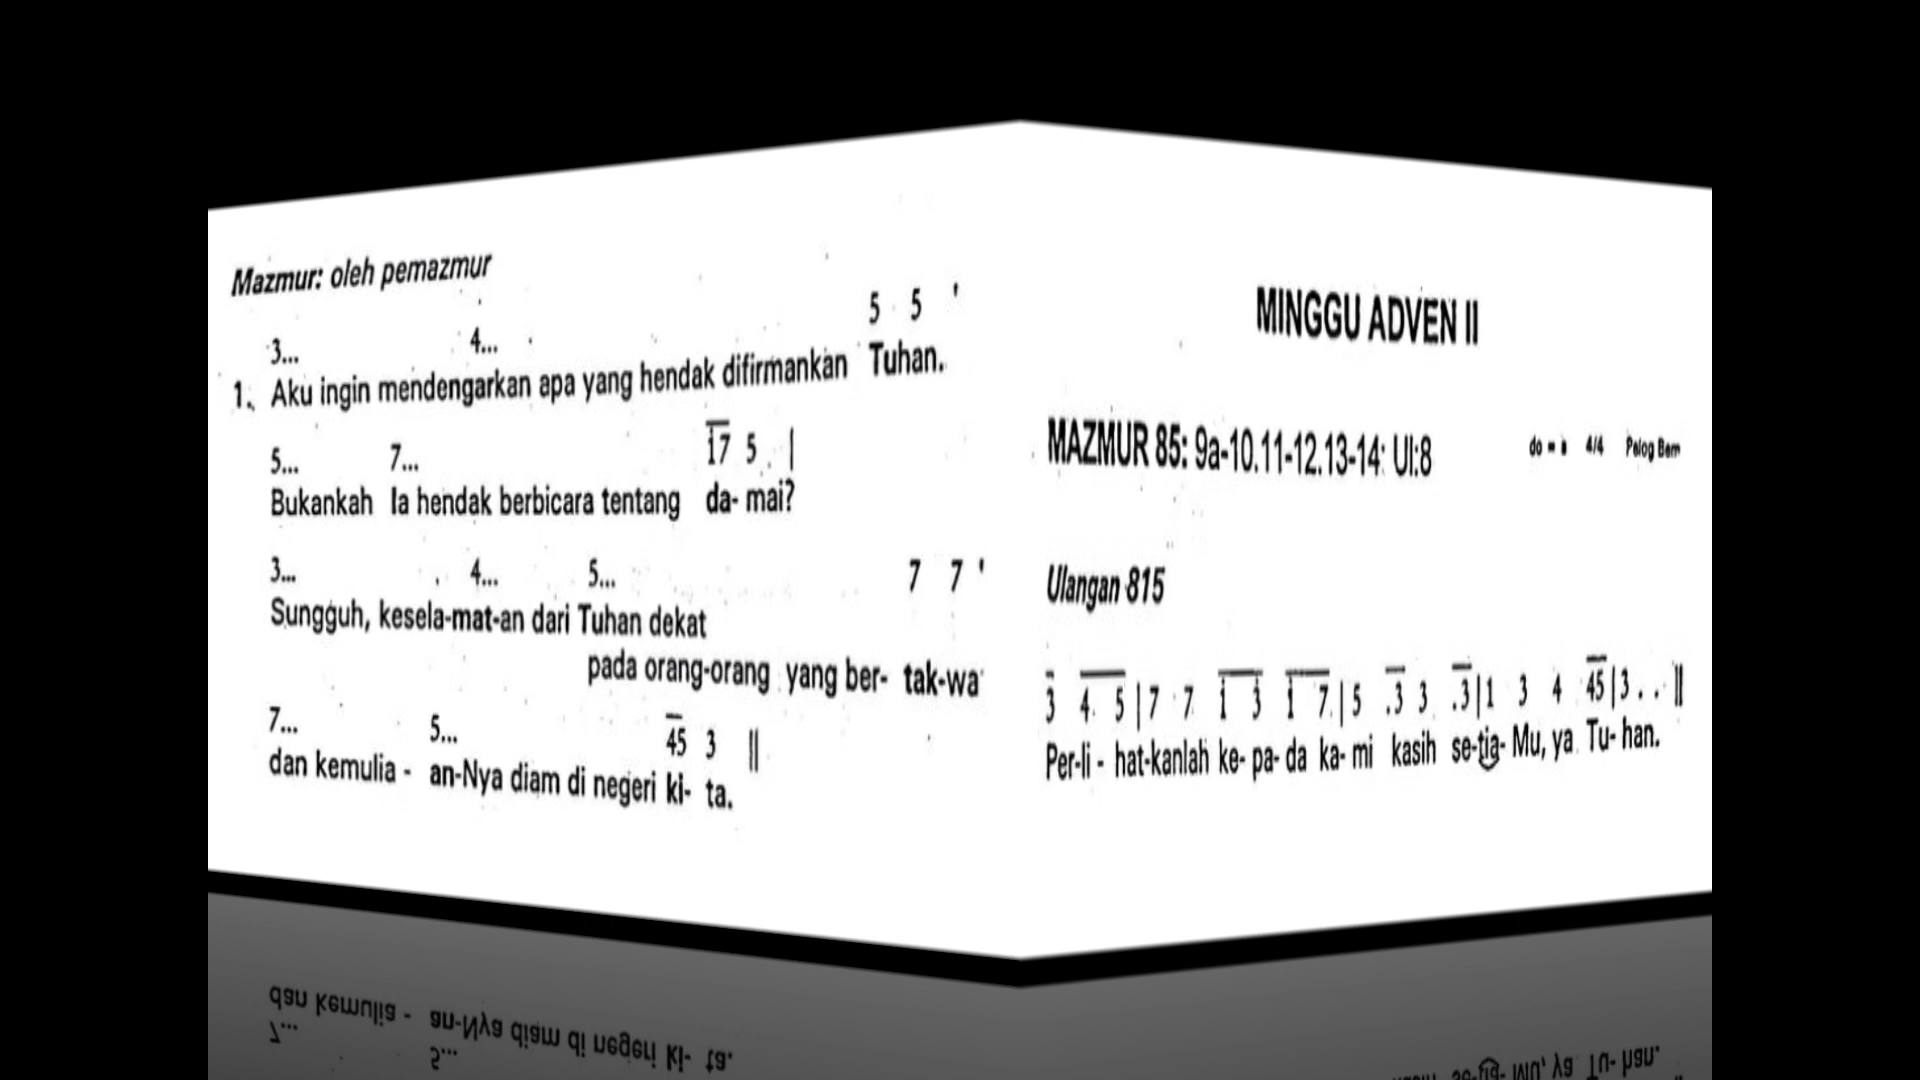 Mazmur: oleh pemazmur
5 5 '
3... 4...
1. Aku ingin mendengarkan apa yang hendak difirmankan Tuhan.
5... 7... 17 5 |
Bukankah Ia hendak berbicara tentang da- mai?
3... 4... 5... 7 7 '
Sungguh, kesela-mat-an dari Tuhan dekat
pada orang-orang yang ber- tak-wa
7... 5... 45 3 ||
dan kemulia - an-Nya diam di negeri ki- ta.
MINGGU ADVEN II
MAZMUR 85: 9a-10.11-12.13-14: Ul:8
do = 4/4 Pelog Bem
Ulangan 815
3 4 5 | 7 7 1 3 1 7 | 5 .3 3 .3 | 1 3 4 45 | 3 . . ||
Per-li - hat-kanlah ke- pa- da ka- mi kasih se-tia- Mu, ya Tu- han.